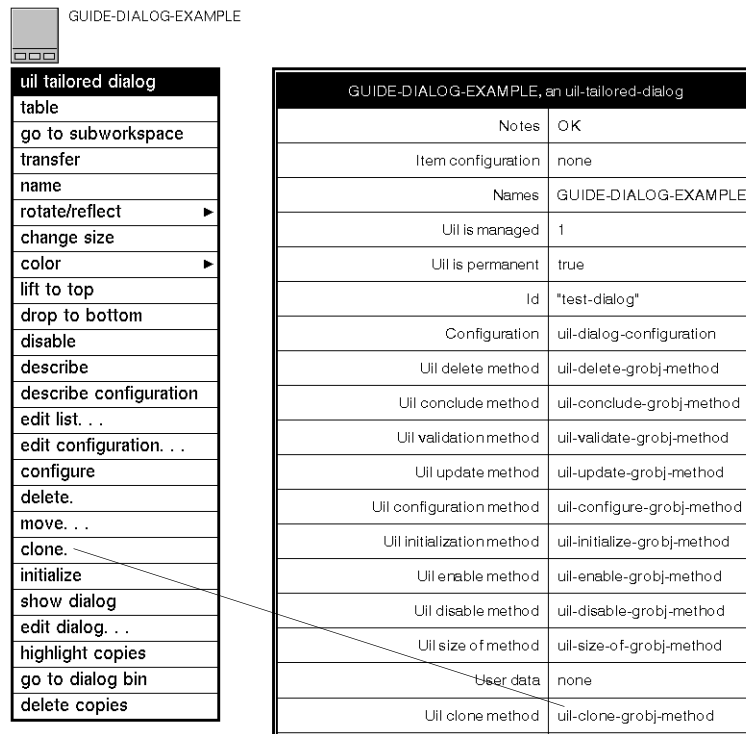 GUIDE-DIALOG-EXAMPLE
uil tailored dialog
table
go to subworkspace
transfer
name
rotate/reflect ▶
change size
color ▶
lift to top
drop to bottom
disable
describe
describe configuration
edit list. . .
edit configuration. . .
configure
delete.
move. . .
clone.
initialize
show dialog
edit dialog. . .
highlight copies
go to dialog bin
delete copies
GUIDE-DIALOG-EXAMPLE, an uil-tailored-dialog
Notes OK
Item configuration none
Names GUIDE-DIALOG-EXAMPLE
Uil is managed 1
Uil is permanent true
Id "test-dialog"
Configuration uil-dialog-configuration
Uil delete method uil-delete-grobj-method
Uil conclude method uil-conclude-grobj-method
Uil validation method uil-validate-grobj-method
Uil update method uil-update-grobj-method
Uil configuration method uil-configure-grobj-method
Uil initialization method uil-initialize-grobj-method
Uil enable method uil-enable-grobj-method
Uil disable method uil-disable-grobj-method
Uil size of method uil-size-of-grobj-method
User data none
Uil clone method uil-clone-grobj-method